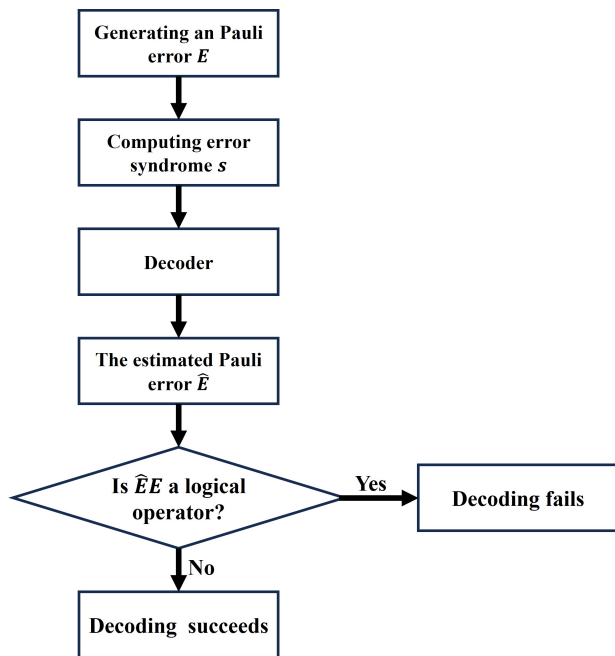 Generating an Pauli
error E
Computing error
syndrome s
Decoder
The estimated Pauli
error Ê
Is ÊE a logical
operator?
Yes
Decoding fails
No
Decoding succeeds